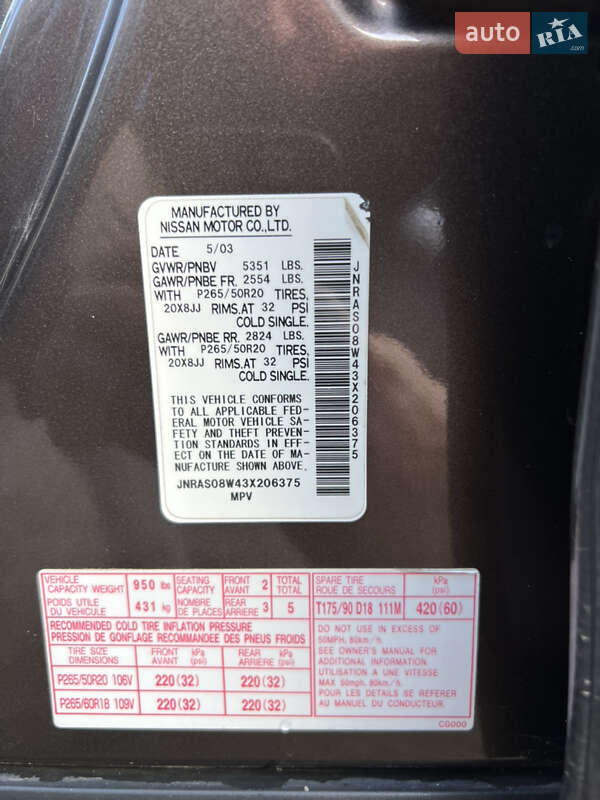 auto RIA.com
MANUFACTURED BY
NISSAN MOTOR CO.,LTD.
DATE 5/03
GVWR/PNBV 5351 LBS.
GAWR/PNBE FR. 2554 LBS.
WITH P265/50R20 TIRES,
20X8JJ RIMS.AT 32 PSI
COLD SINGLE.
GAWR/PNBE RR. 2824 LBS.
WITH P265/50R20 TIRES,
20X8JJ RIMS.AT 32 PSI
COLD SINGLE.
THIS VEHICLE CONFORMS
TO ALL APPLICABLE FED-
ERAL MOTOR VEHICLE SA-
FETY AND THEFT PREVEN-
TION STANDARDS IN EF-
FECT ON THE DATE OF MA-
NUFACTURE SHOWN ABOVE.
JNRAS08W43X206375
MPV
JNRAS08W43X206375
VEHICLE CAPACITY WEIGHT 950 lbs SEATING CAPACITY FRONT AVANT 2 TOTAL TOTAL
POIDS UTILE DU VEHICULE 431 kg NOMBRE DE PLACES REAR ARRIERE 3 5
RECOMMENDED COLD TIRE INFLATION PRESSURE
PRESSION DE GONFLAGE RECOMMANDEE DES PNEUS FROIDS
TIRE SIZE DIMENSIONS FRONT AVANT kPa (psi) REAR ARRIERE kPa (psi)
P265/50R20 106V 220(32) 220(32)
P265/60R18 109V 220(32) 220(32)
SPARE TIRE ROUE DE SECOURS kPa (psi)
T175/90 D18 111M 420(60)
DO NOT USE IN EXCESS OF
50MPH, 80km/h.
SEE OWNER'S MANUAL FOR
ADDITIONAL INFORMATION
UTILISATION A UNE VITESSE
MAX 50mph, 80km/h.
POUR PLUS DE DETAILS SE REFERER
AU MANUEL DU CONDUCTEUR.
CG000